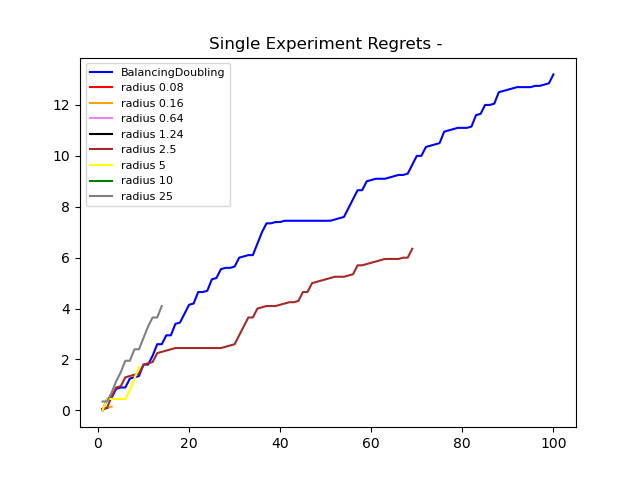 Single Experiment Regrets -
BalancingDoubling
radius 0.08
radius 0.16
radius 0.64
radius 1.24
radius 2.5
radius 5
radius 10
radius 25
12
10
8
6
4
2
0
0 20 40 60 80 100